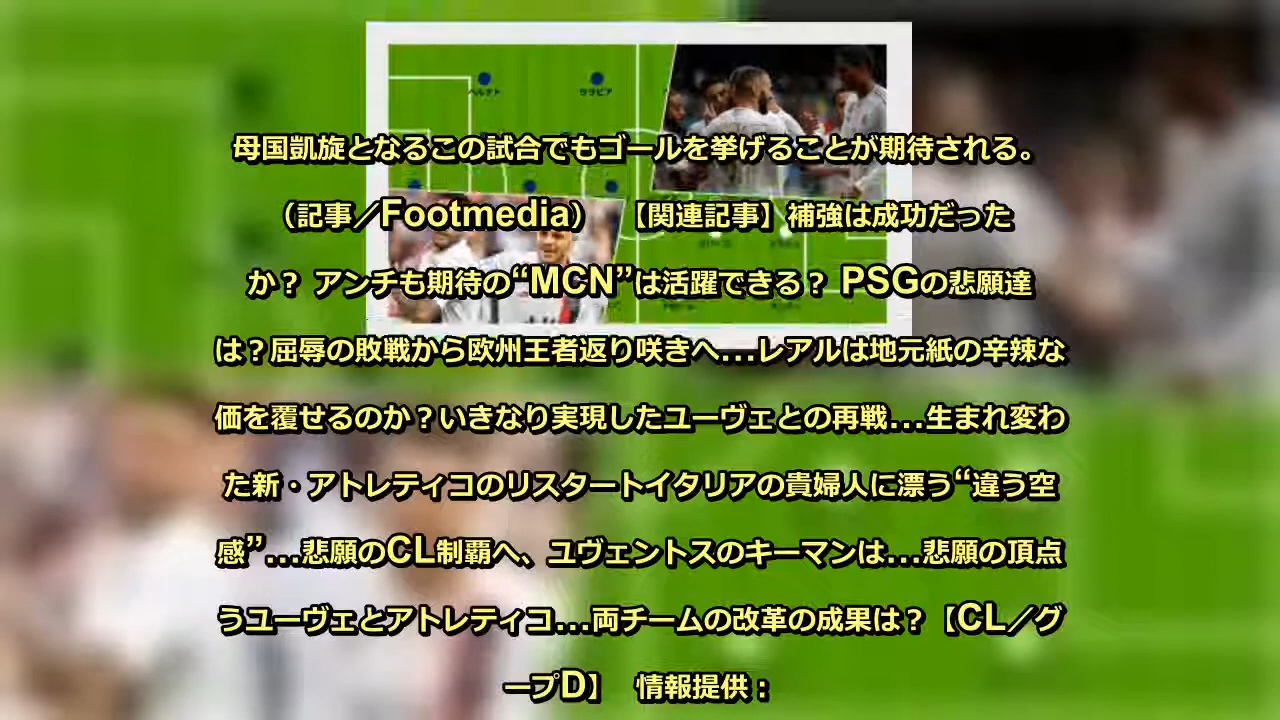 ベルナト
サラビア
母国凱旋となるこの試合でもゴールを挙げることが期待される。
（記事／Footmedia）　【関連記事】補強は成功だった
か？ アンチも期待の“MCN”は活躍できる？ PSGの悲願達
は？屈辱の敗戦から欧州王者返り咲きへ…レアルは地元紙の辛辣な
価を覆せるのか？いきなり実現したユーヴェとの再戦…生まれ変わ
た新・アトレティコのリスタートイタリアの貴婦人に漂う“違う空
感”…悲願のCL制覇へ、ユヴェントスのキーマンは…悲願の頂点
うユーヴェとアトレティコ…両チームの改革の成果は？【CL／グ
ープD】　情報提供：